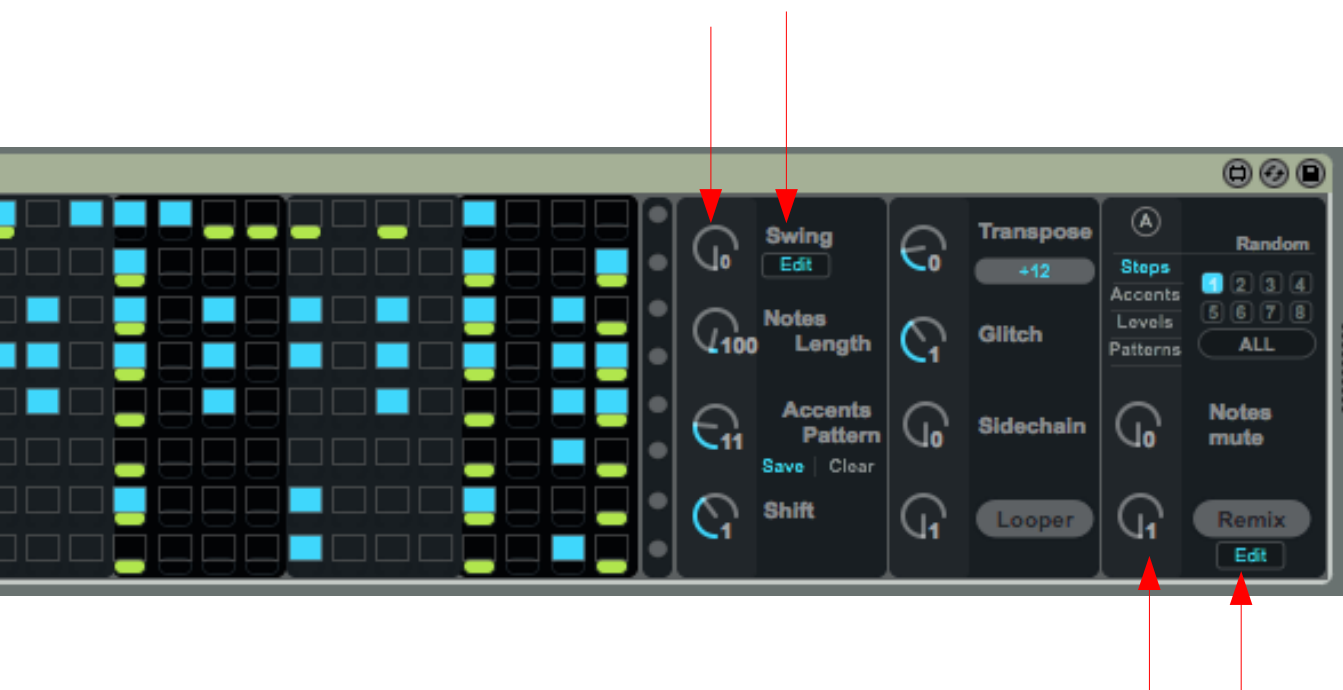 0
Swing
Edit
100
Notes
Length
11
Accents
Pattern
Save Clear
1
Shift
0
Transpose
+12
1
Glitch
0
Sidechain
1
Looper
A
Steps
Accents
Levels
Patterns
Random
1 2 3 4
5 6 7 8
ALL
0
Notes
mute
1
Remix
Edit